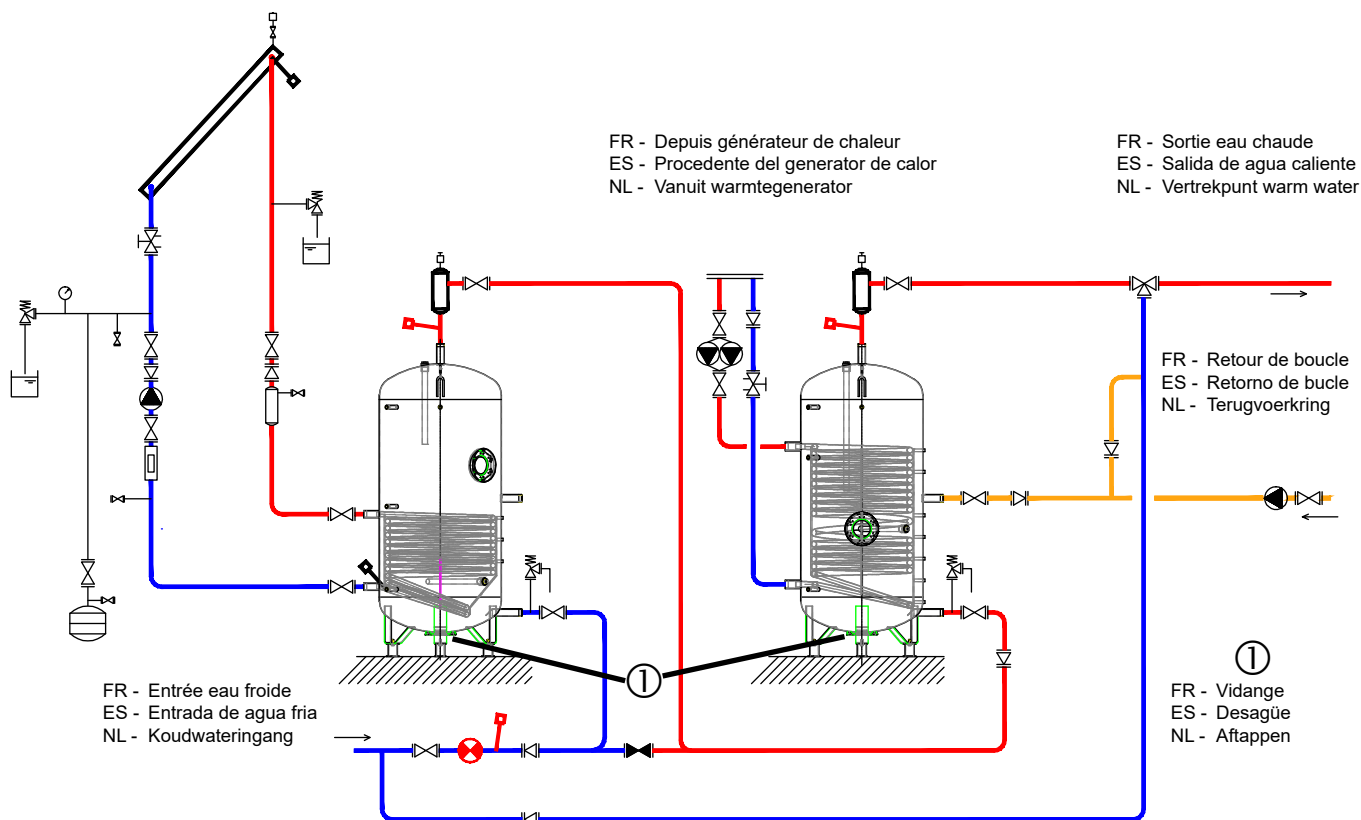 FR - Depuis générateur de chaleur
ES - Procedente del generator de calor
NL - Vanuit warmtegenerator
FR - Sortie eau chaude
ES - Salida de agua caliente
NL - Vertrekpunt warm water
FR - Retour de boucle
ES - Retorno de bucle
NL - Terugvoerkring
①
①
FR - Vidange
ES - Desagüe
NL - Aftappen
FR - Entrée eau froide
ES - Entrada de agua fria
NL - Koudwateringang